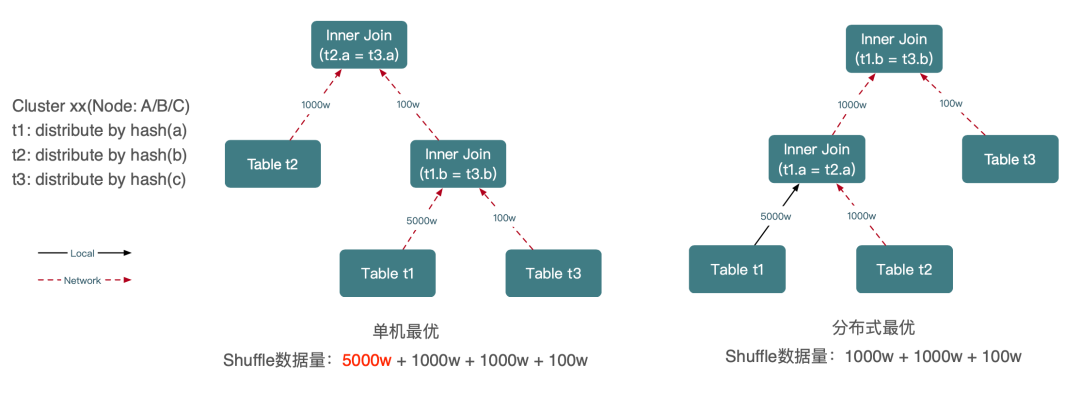 Cluster xx(Node: A/B/C)
t1: distribute by hash(a)
t2: distribute by hash(b)
t3: distribute by hash(c)
Local
Network
Inner Join
(t2.a = t3.a)
1000w
100w
Table t2
Inner Join
(t1.b = t3.b)
5000w
100w
Table t1
Table t3
单机最优
Shuffle数据量：5000w + 1000w + 1000w + 100w
Inner Join
(t1.b = t3.b)
1000w
100w
Inner Join
(t1.a = t2.a)
Table t3
5000w
1000w
Table t1
Table t2
分布式最优
Shuffle数据量：1000w + 1000w + 100w